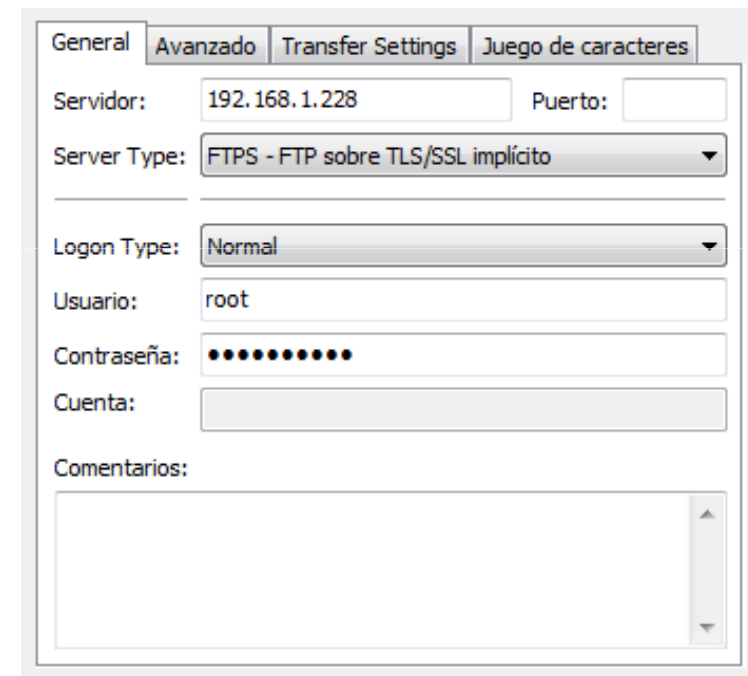 General Avanzado Transfer Settings Juego de caracteres
Servidor: 192.168.1.228 Puerto:
Server Type: FTPS - FTP sobre TLS/SSL implícito
Logon Type: Normal
Usuario: root
Contraseña: ••••••••••
Cuenta:
Comentarios: